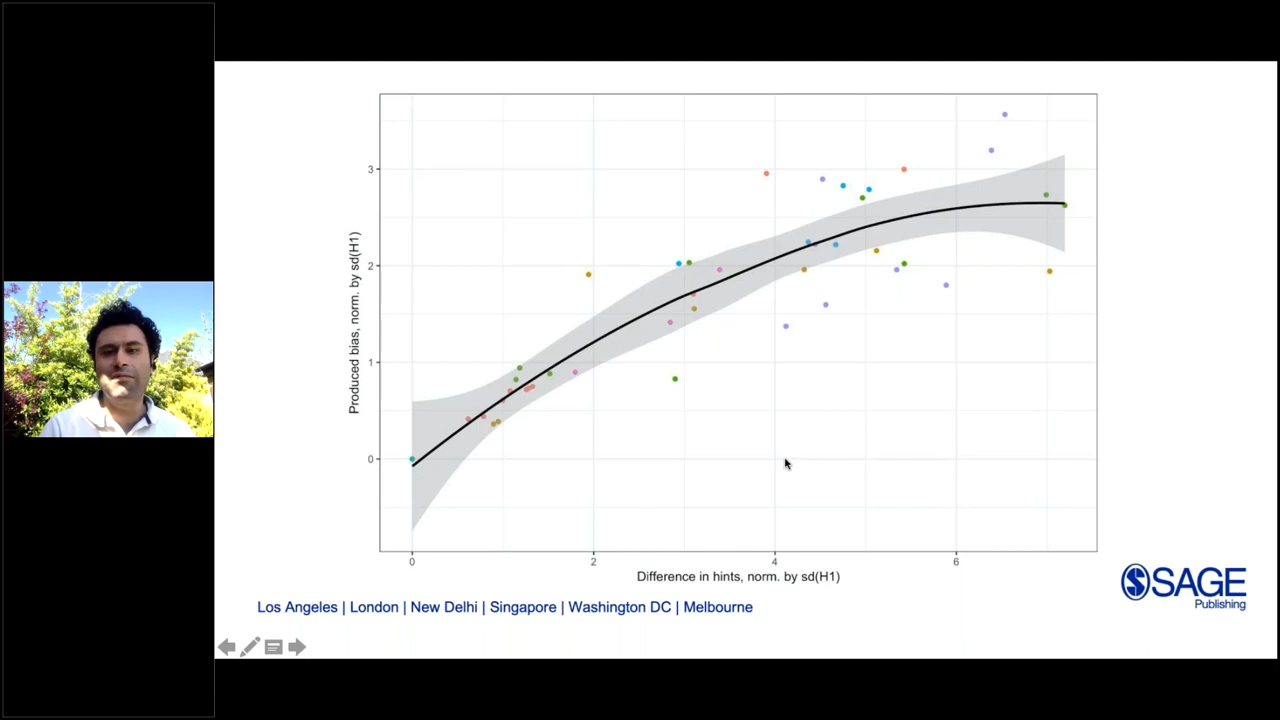 3
2
1
0
Produced bias, norm. by sd(H1)
0 2 4 6
Difference in hints, norm. by sd(H1)
Los Angeles | London | New Delhi | Singapore | Washington DC | Melbourne
SAGE
Publishing